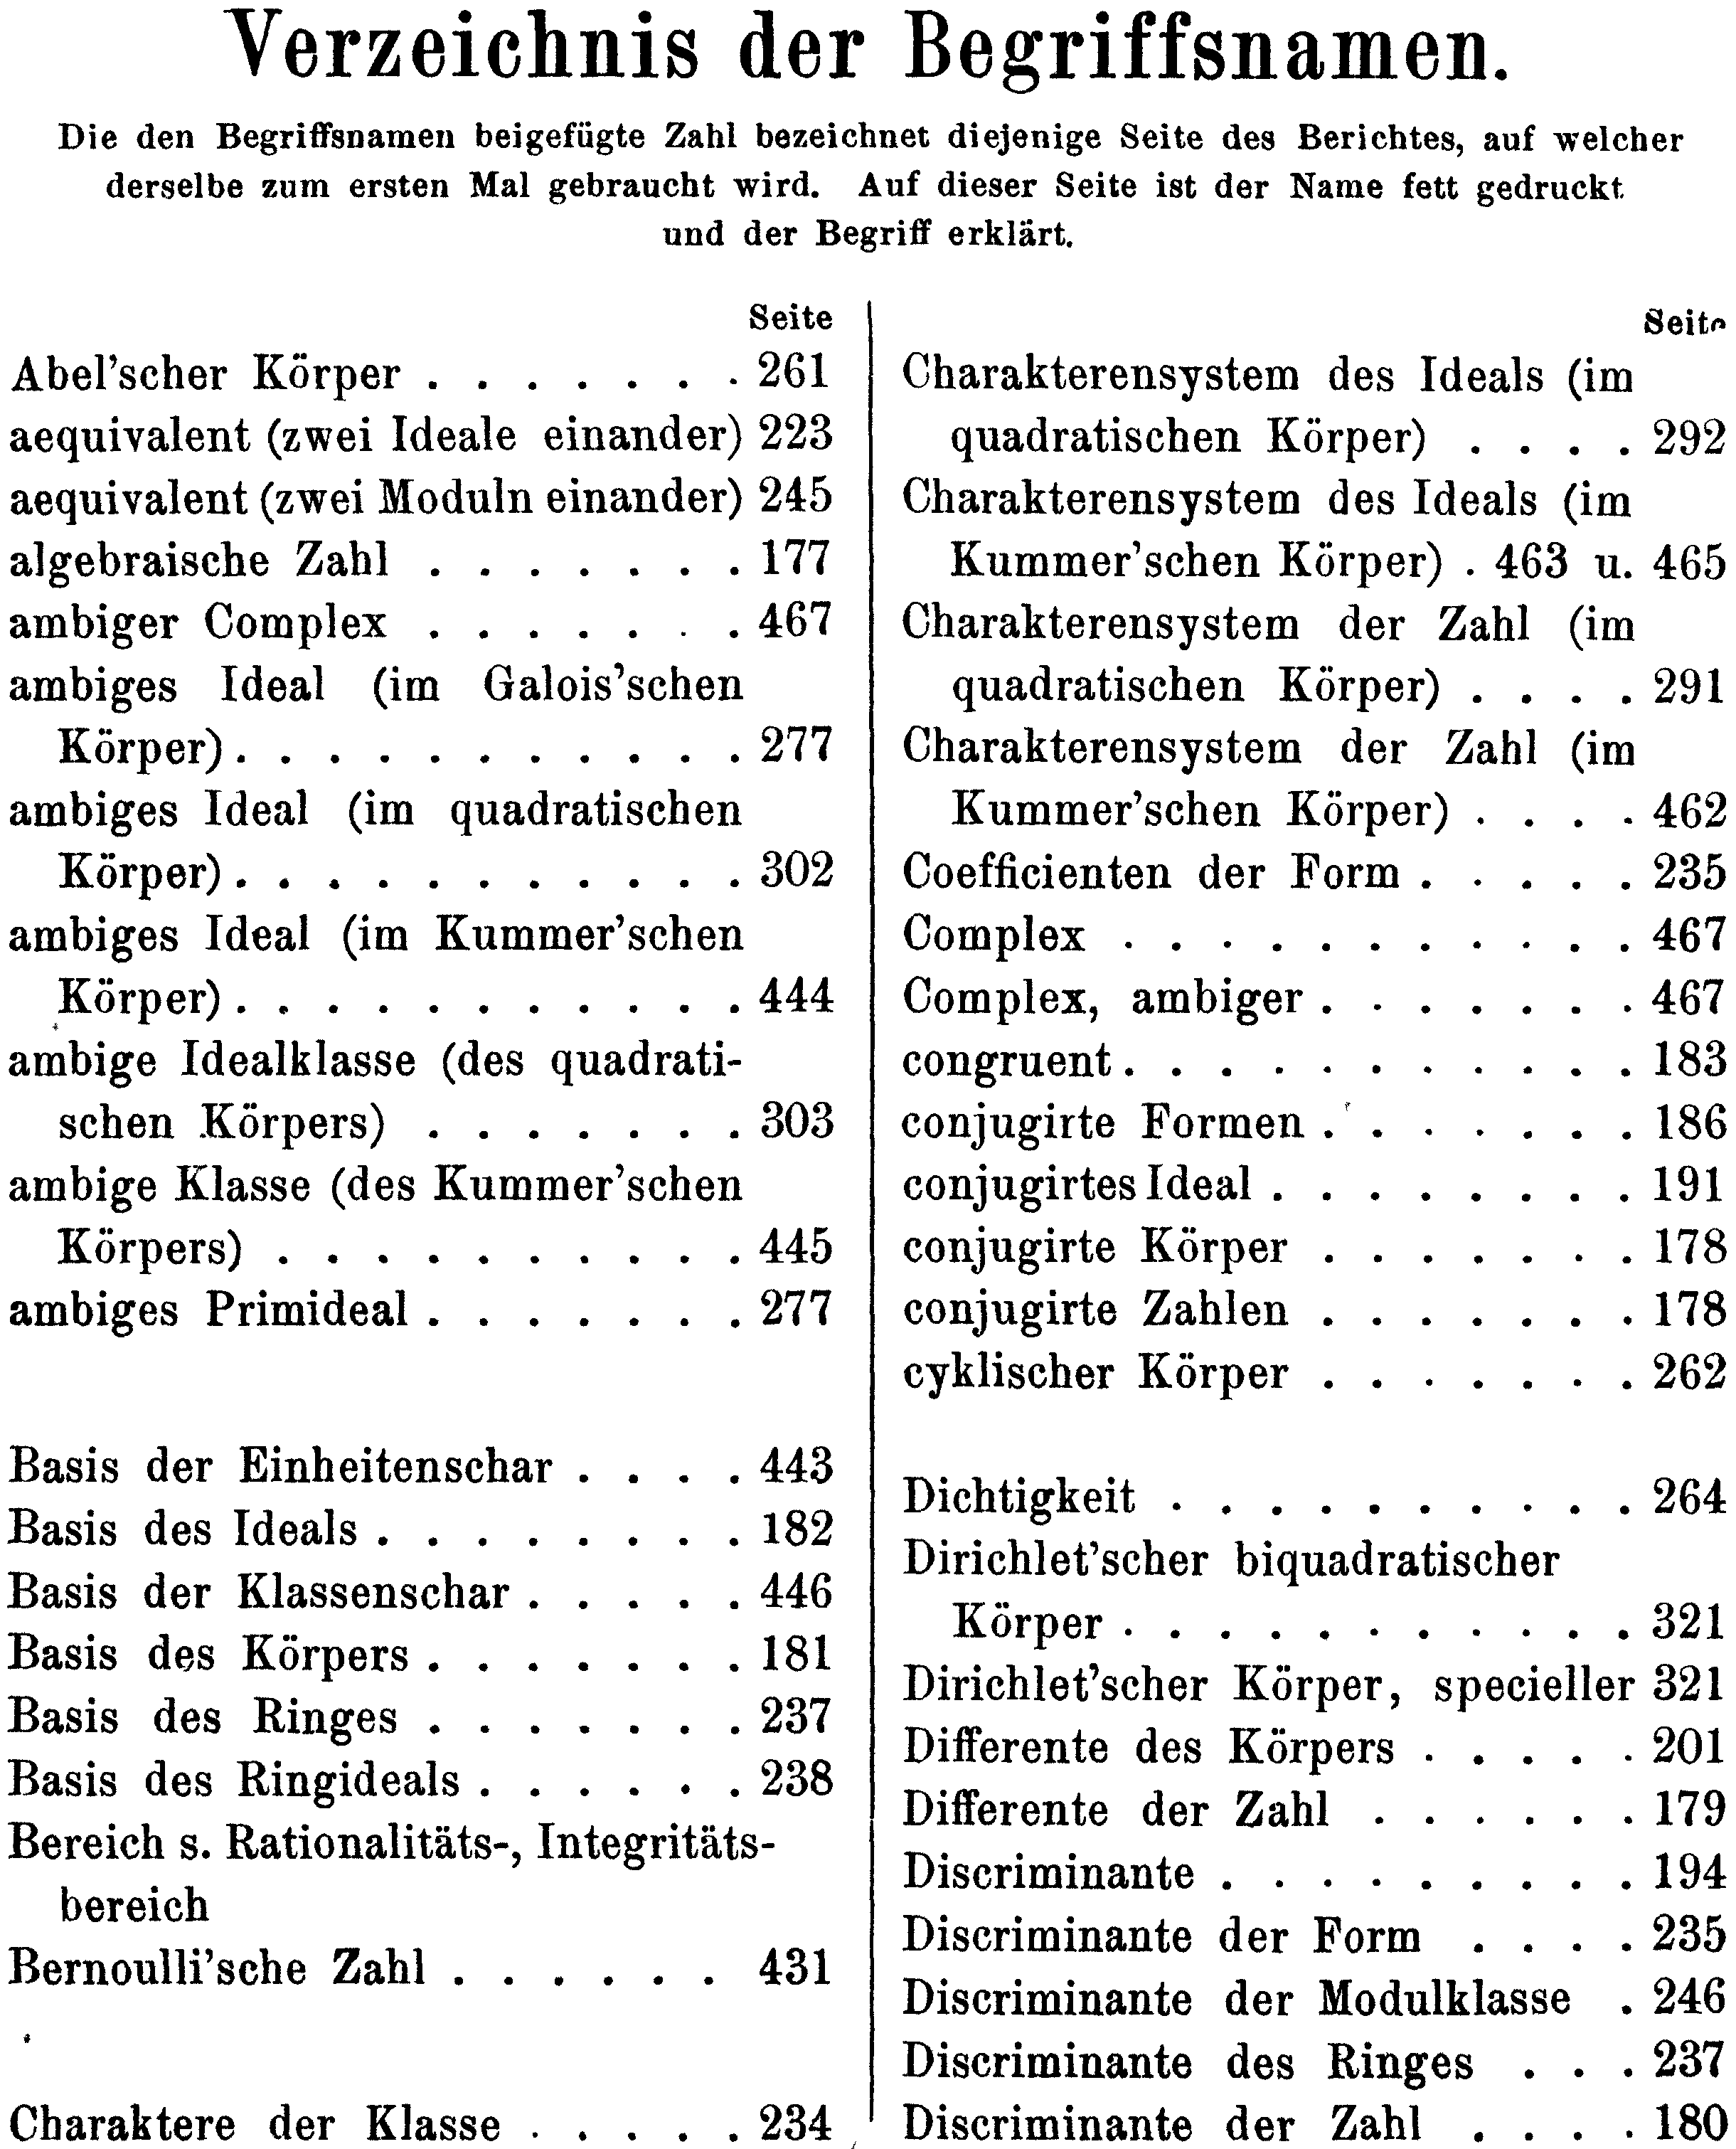 Verzeichnis der Begriffsnamen.
Die den Begriffsnamen beigefügte Zahl bezeichnet diejenige Seite des Berichtes, auf welcher
derselbe zum ersten Mal gebraucht wird. Auf dieser Seite ist der Name fett gedruckt
und der Begriff erklärt.
Seite
Abel'scher Körper . . . . . . . 261
aequivalent (zwei Ideale einander) 223
aequivalent (zwei Moduln einander) 245
algebraische Zahl . . . . . . . 177
ambiger Complex . . . . . . . 467
ambiges Ideal (im Galois'schen
Körper) . . . . . . . . . . . 277
ambiges Ideal (im quadratischen
Körper) . . . . . . . . . . . 302
ambiges Ideal (im Kummer'schen
Körper) . . . . . . . . . . . 444
ambige Idealklasse (des quadrati-
schen Körpers) . . . . . . . 303
ambige Klasse (des Kummer'schen
Körpers) . . . . . . . . . . 445
ambiges Primideal . . . . . . . 277
Basis der Einheitenschar . . . . 443
Basis des Ideals . . . . . . . . 182
Basis der Klassenschar . . . . . 446
Basis des Körpers . . . . . . . 181
Basis des Ringes . . . . . . . 237
Basis des Ringideals . . . . . . 238
Bereich s. Rationalitäts-, Integritäts-
bereich
Bernoulli'sche Zahl . . . . . . 431
Charaktere der Klasse . . . . . 234
Seite
Charakterensystem des Ideals (im
quadratischen Körper) . . . . 292
Charakterensystem des Ideals (im
Kummer'schen Körper) . 463 u. 465
Charakterensystem der Zahl (im
quadratischen Körper) . . . . 291
Charakterensystem der Zahl (im
Kummer'schen Körper) . . . . 462
Coefficienten der Form . . . . . 235
Complex . . . . . . . . . . . 467
Complex, ambiger . . . . . . . 467
congruent . . . . . . . . . . . 183
conjugirte Formen . . . . . . . 186
conjugirtes Ideal . . . . . . . . 191
conjugirte Körper . . . . . . . 178
conjugirte Zahlen . . . . . . . 178
cyklischer Körper . . . . . . . 262
Dichtigkeit . . . . . . . . . . 264
Dirichlet'scher biquadratischer
Körper . . . . . . . . . . . 321
Dirichlet'scher Körper, specieller 321
Differente des Körpers . . . . . 201
Differente der Zahl . . . . . . 179
Discriminante . . . . . . . . . 194
Discriminante der Form . . . . 235
Discriminante der Modulklasse . 246
Discriminante des Ringes . . . 237
Discriminante der Zahl . . . . 180